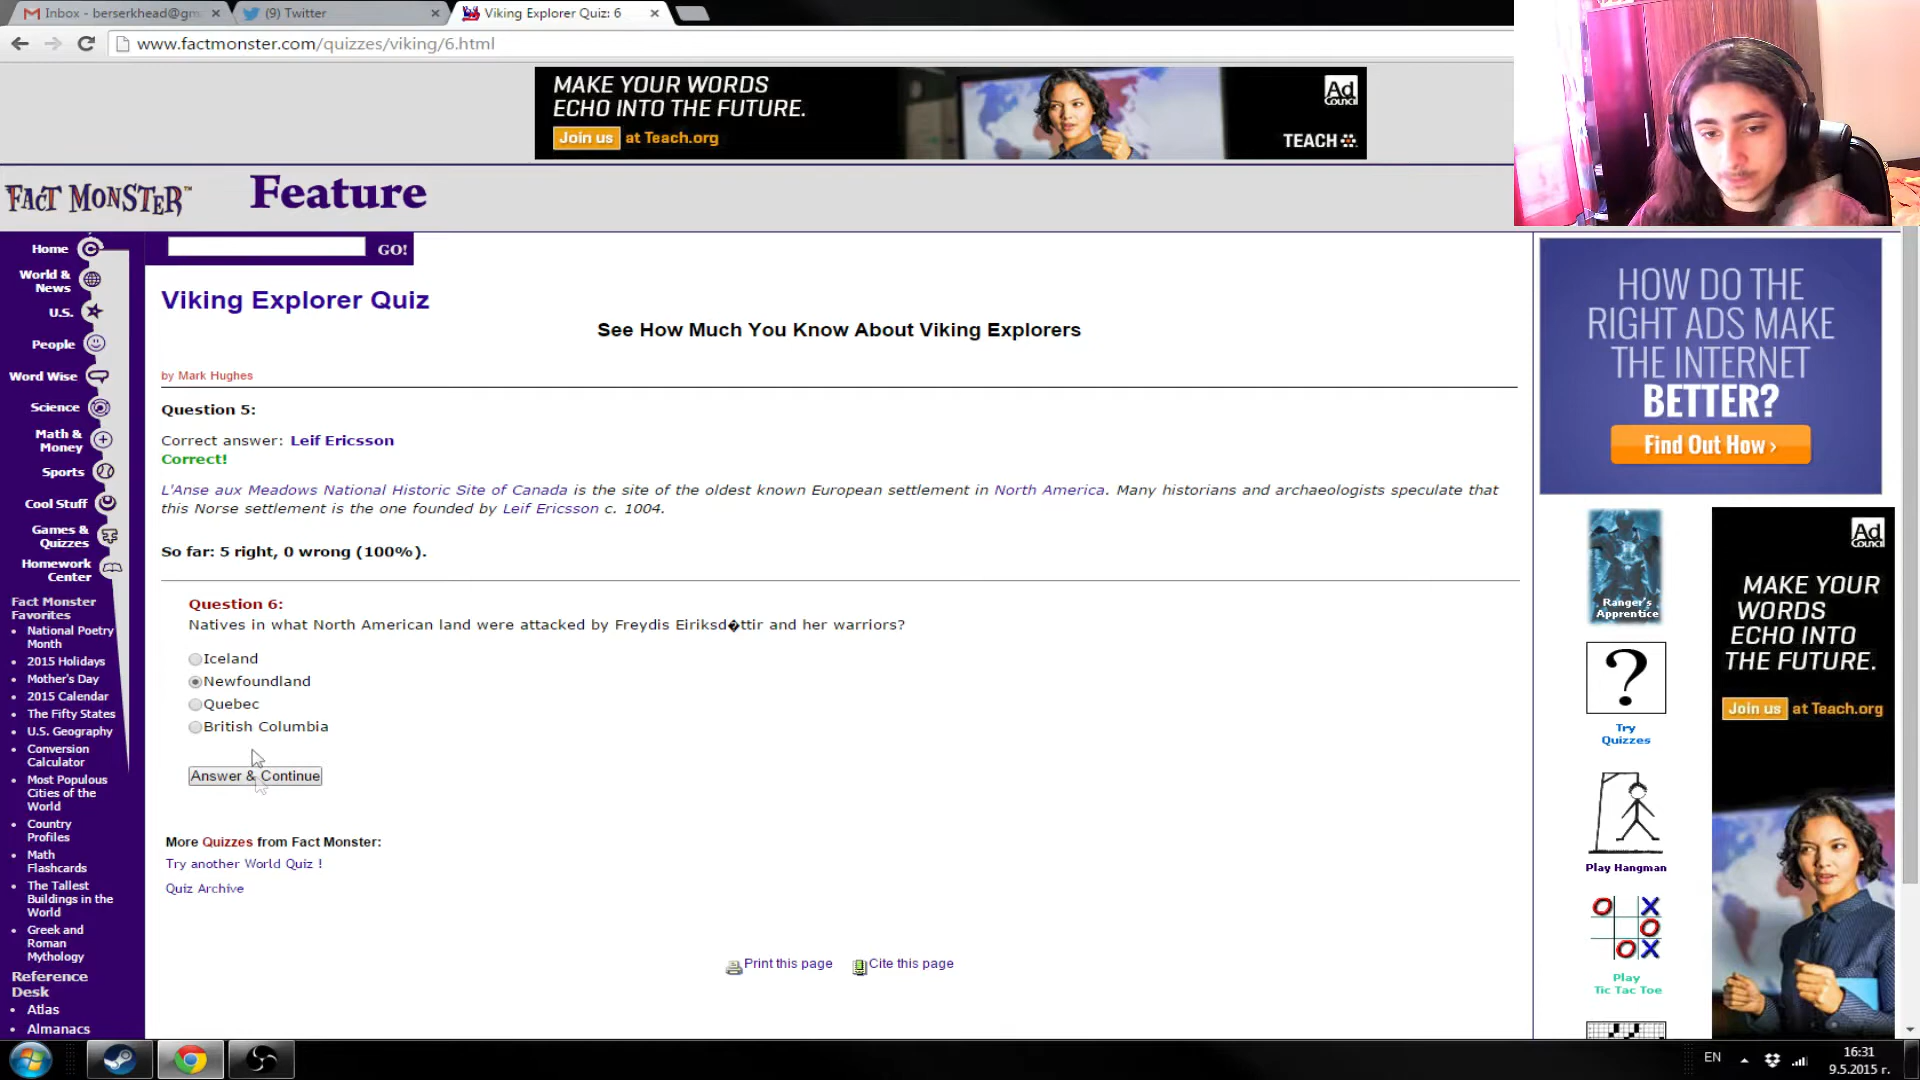 Inbox - berserkhead@gm
(9) Twitter
Viking Explorer Quiz: 6
www.factmonster.com/quizzes/viking/6.html
MAKE YOUR WORDS
ECHO INTO THE FUTURE.
Join us at Teach.org
Ad
Council
TEACH
FACT MONSTER™
Feature
GO!
Home
World &
News
U.S.
People
Word Wise
Science
Math &
Money
Sports
Cool Stuff
Games &
Quizzes
Homework
Center
Fact Monster
Favorites
National Poetry
Month
2015 Holidays
Mother's Day
2015 Calendar
The Fifty States
U.S. Geography
Conversion
Calculator
Most Populous
Cities of the
World
Country
Profiles
Math
Flashcards
The Tallest
Buildings in the
World
Greek and
Roman
Mythology
Reference
Desk
Atlas
Almanacs
Viking Explorer Quiz
See How Much You Know About Viking Explorers
by Mark Hughes
Question 5:
Correct answer: Leif Ericsson
Correct!
L'Anse aux Meadows National Historic Site of Canada is the site of the oldest known European settlement in North America. Many historians and archaeologists speculate that
this Norse settlement is the one founded by Leif Ericsson c. 1004.
So far: 5 right, 0 wrong (100%).
Question 6:
Natives in what North American land were attacked by Freydis Eiriksd�ttir and her warriors?
Iceland
Newfoundland
Quebec
British Columbia
Answer & Continue
More Quizzes from Fact Monster:
Try another World Quiz !
Quiz Archive
Print this page
Cite this page
HOW DO THE
RIGHT ADS MAKE
THE INTERNET
BETTER?
Find Out How ›
Ranger's
Apprentice
?
Try
Quizzes
Play Hangman
O X
O
O X
Play
Tic Tac Toe
Ad
Council
MAKE YOUR
WORDS
ECHO INTO
THE FUTURE.
Join us at Teach.org
EN
16:31
9.5.2015 г.